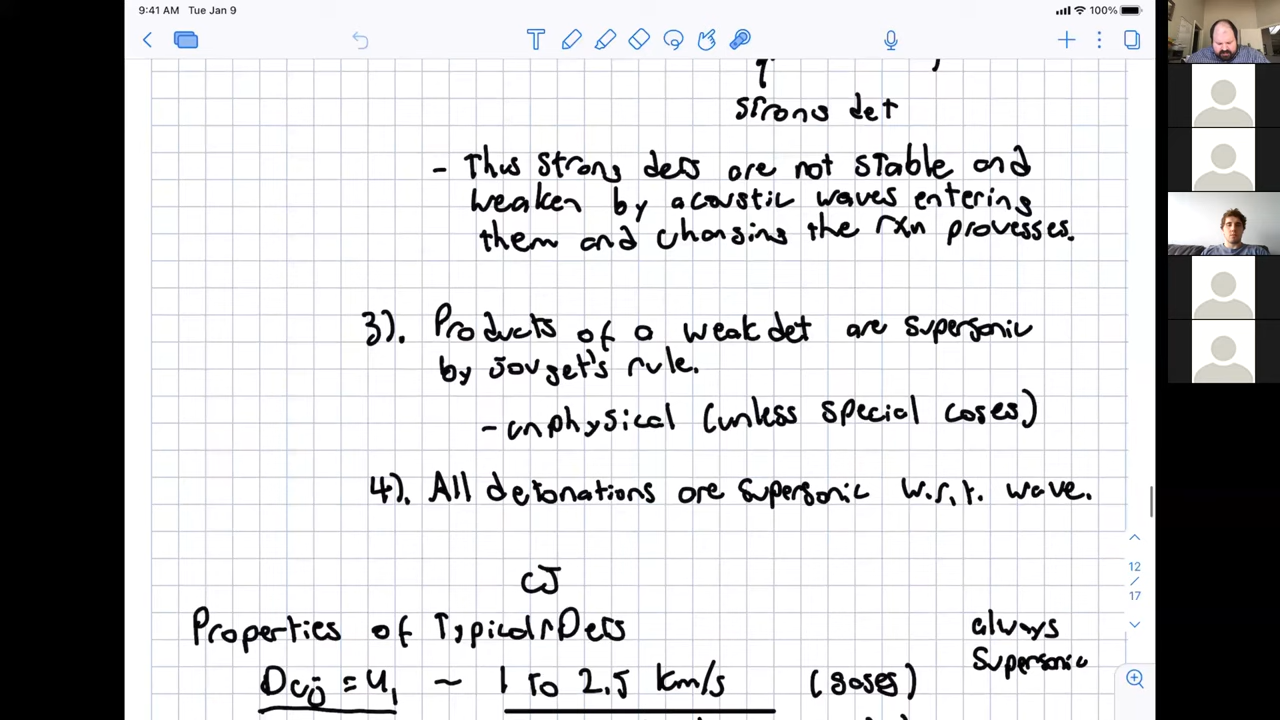 9:41 AM Tue Jan 9
100%
strong det
- Thus strong dets are not stable and
weaken by acoustic waves entering
them and changing the rxn processes.
3). Products of a weak det are supersonic
by Jouget's rule.
- unphysical (unless special cases)
4). All detonations are supersonic w.r.t. wave.
CJ
Properties of Typical ^ Dets
always
supersonic
Dcj = u1 ~ 1 to 2.5 km/s (gases)
12
/
17